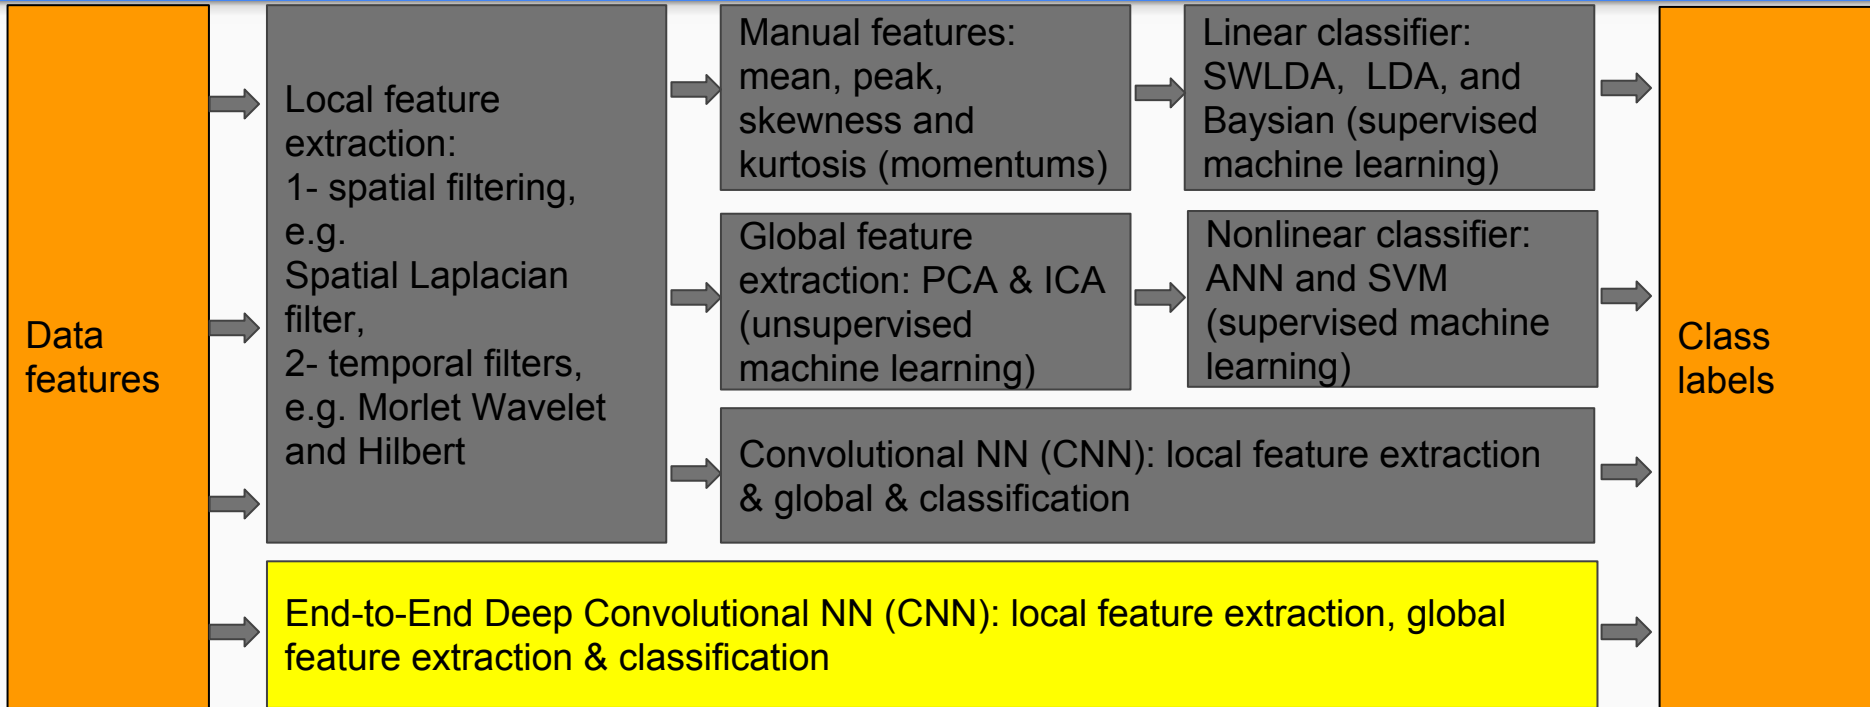 Data
features
Local feature
extraction:
1- spatial filtering,
e.g.
Spatial Laplacian
filter,
2- temporal filters,
e.g. Morlet Wavelet
and Hilbert
Manual features:
mean, peak,
skewness and
kurtosis (momentums)
Linear classifier:
SWLDA,  LDA, and
Baysian (supervised
machine learning)
Global feature
extraction: PCA & ICA
(unsupervised
machine learning)
Nonlinear classifier:
ANN and SVM
(supervised machine
learning)
Convolutional NN (CNN): local feature extraction
& global & classification
End-to-End Deep Convolutional NN (CNN): local feature extraction, global
feature extraction & classification
Class
labels